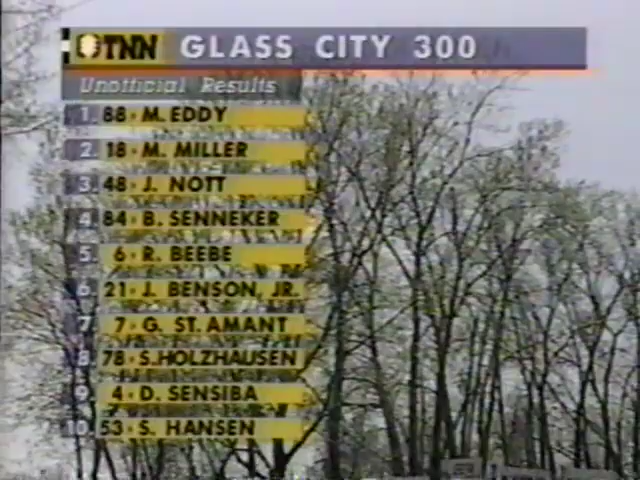 TNN GLASS CITY 300
Unofficial Results
1. 88 · M. EDDY
2. 18 · M. MILLER
3. 48 · J. NOTT
4. 84 · B. SENNEKER
5. 6 · R. BEEBE
6. 21 · J. BENSON, JR.
7. 7 · G. ST. AMANT
8. 78 · S.HOLZHAUSEN
9. 4 · D. SENSIBA
10. 53 · S. HANSEN